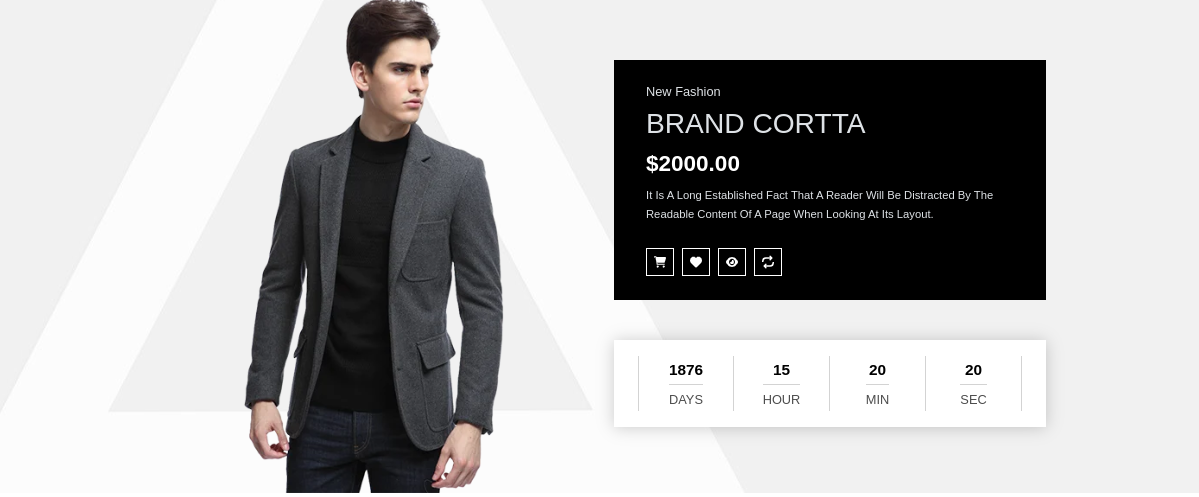 New Fashion
BRAND CORTTA
$2000.00
It Is A Long Established Fact That A Reader Will Be Distracted By The
Readable Content Of A Page When Looking At Its Layout.
1876 15 20 20
DAYS HOUR MIN SEC